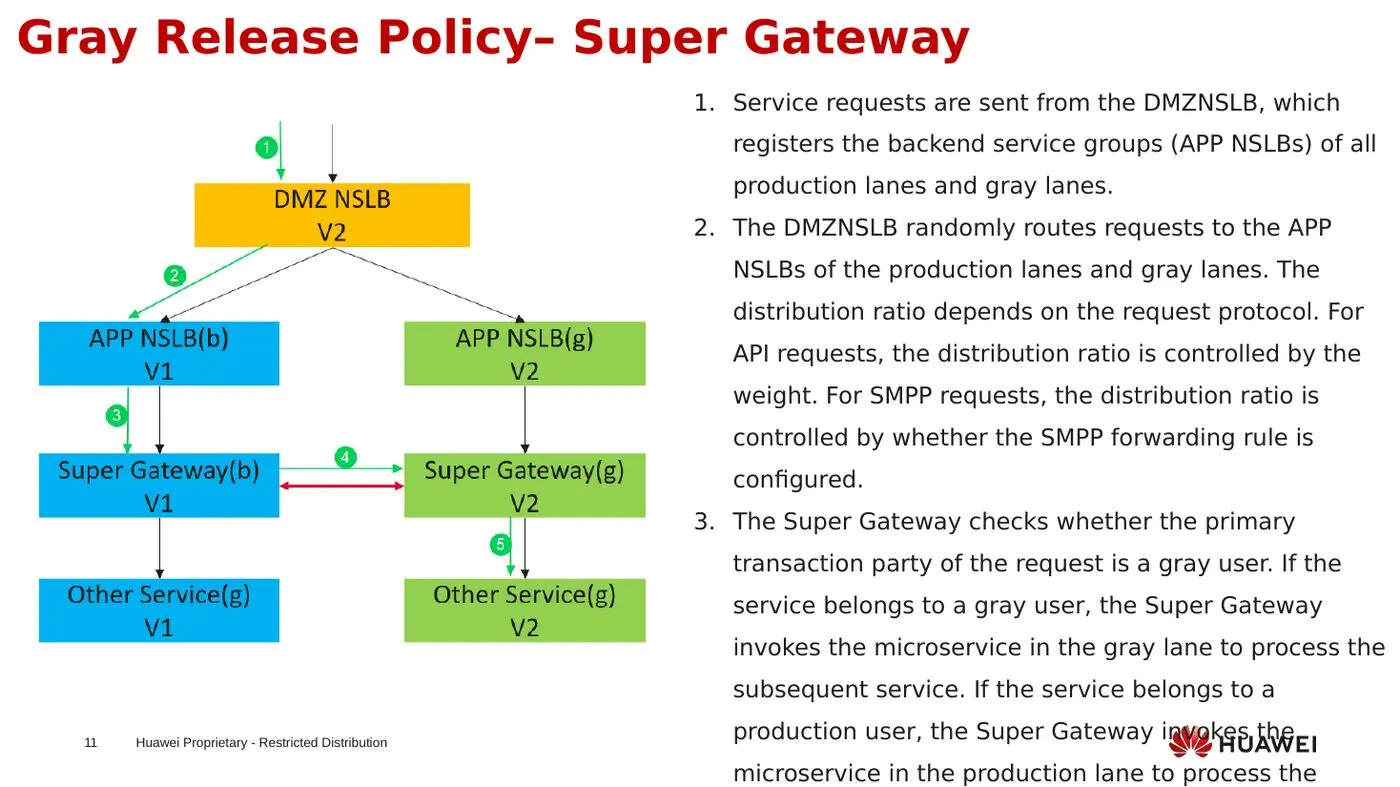 Gray Release Policy– Super Gateway
1
DMZ NSLB
V2
2
APP NSLB(b)
V1
APP NSLB(g)
V2
3
Super Gateway(b)
V1
4
Super Gateway(g)
V2
5
Other Service(g)
V1
Other Service(g)
V2
1. Service requests are sent from the DMZNSLB, which
registers the backend service groups (APP NSLBs) of all
production lanes and gray lanes.
2. The DMZNSLB randomly routes requests to the APP
NSLBs of the production lanes and gray lanes. The
distribution ratio depends on the request protocol. For
API requests, the distribution ratio is controlled by the
weight. For SMPP requests, the distribution ratio is
controlled by whether the SMPP forwarding rule is
configured.
3. The Super Gateway checks whether the primary
transaction party of the request is a gray user. If the
service belongs to a gray user, the Super Gateway
invokes the microservice in the gray lane to process the
subsequent service. If the service belongs to a
production user, the Super Gateway invokes the
microservice in the production lane to process the
11 Huawei Proprietary - Restricted Distribution
HUAWEI